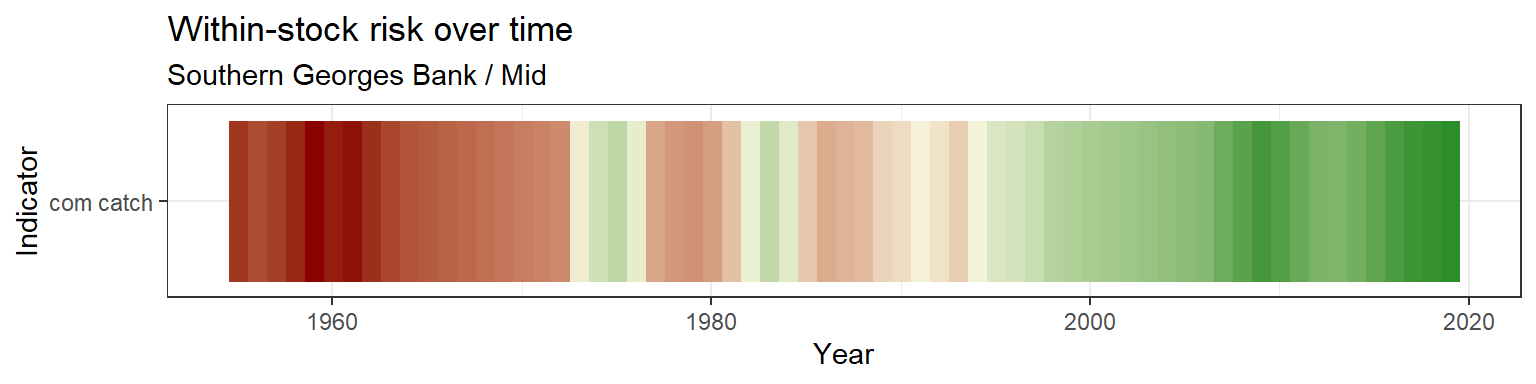 Within-stock risk over time
Southern Georges Bank / Mid
Indicator
com catch
1960 1980 2000 2020
Year